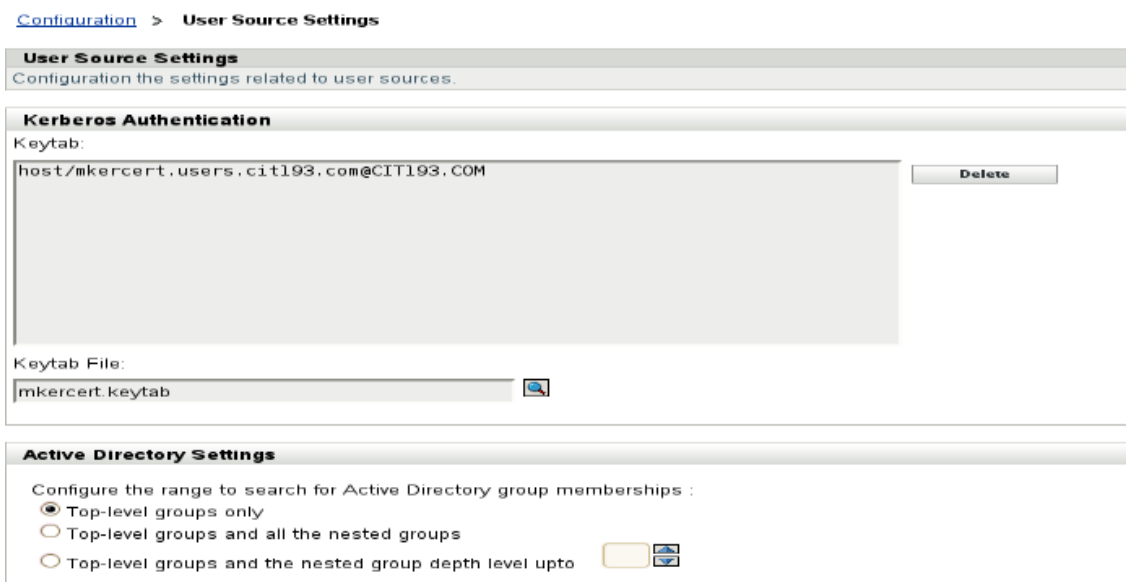 Configuration > User Source Settings
User Source Settings
Configuration the settings related to user sources.
Kerberos Authentication
Keytab:
host/mkercert.users.cit193.com@CIT193.COM
Delete
Keytab File:
mkercert.keytab
Active Directory Settings
Configure the range to search for Active Directory group memberships :
Top-level groups only
Top-level groups and all the nested groups
Top-level groups and the nested group depth level upto